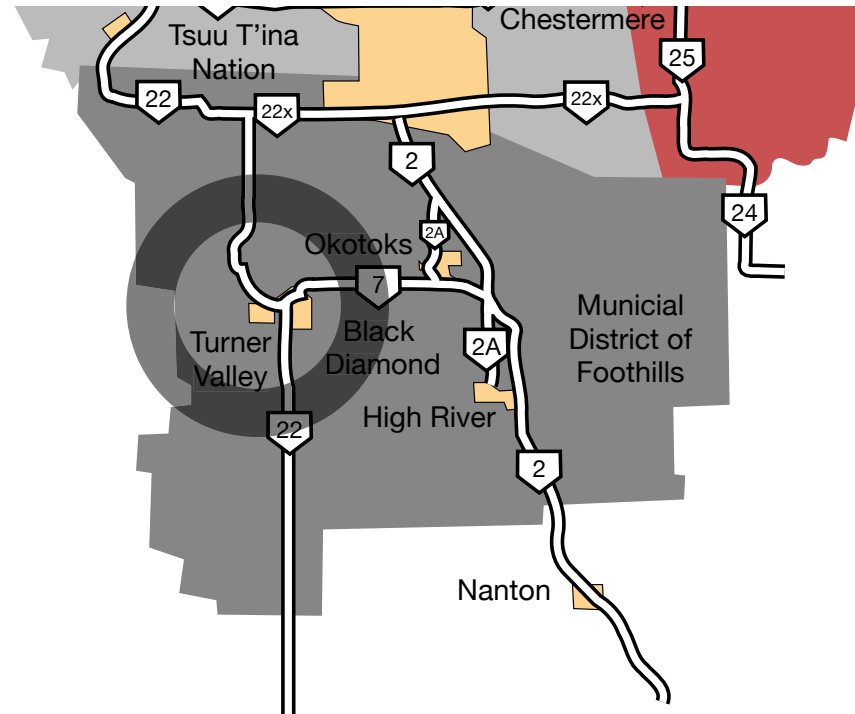 Chestermere
Tsuu T'ina
Nation
25
22
22x
22x
2
24
2A
Okotoks
7
Municial
District of
Foothills
Turner
Valley
Black
Diamond
2A
High River
22
2
Nanton